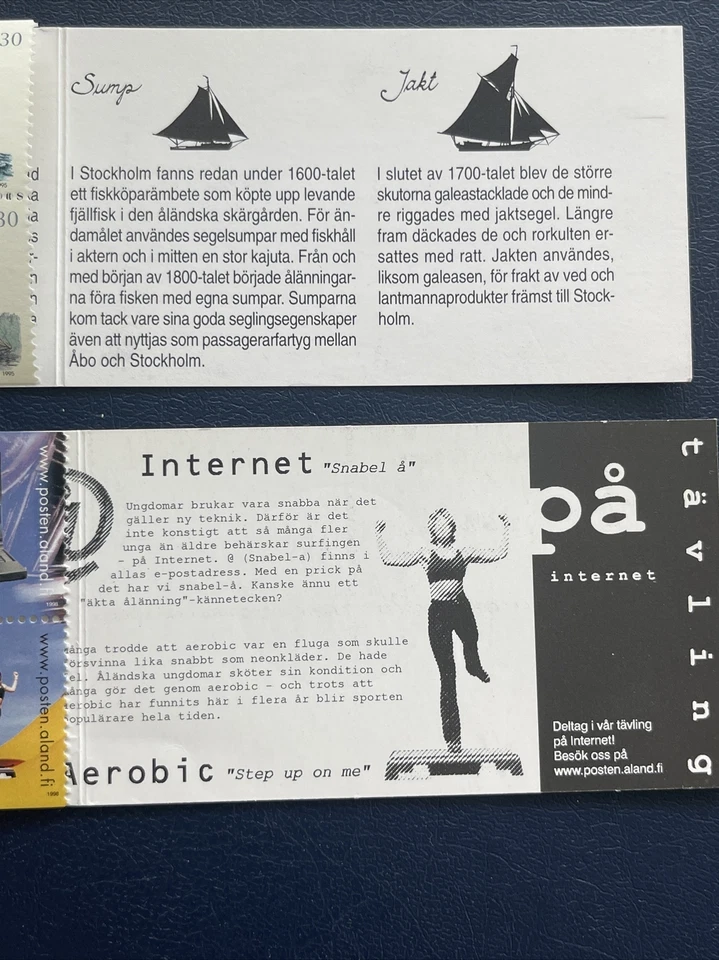 30
Sump
I Stockholm fanns redan under 1600-talet
ett fiskköparämbete som köpte upp levande
fjällfisk i den åländska skärgården. För än-
damålet användes segelsumpar med fiskhåll
i aktern och i mitten en stor kajuta. Från och
med början av 1800-talet började ålänningar-
na föra fisken med egna sumpar. Sumparna
kom tack vare sina goda seglingsegenskaper
även att nyttjas som passagerarfartyg mellan
Åbo och Stockholm.
Jakt
I slutet av 1700-talet blev de större
skutorna galeastacklade och de mind-
re riggades med jaktsegel. Längre
fram däckades de och rorkulten er-
sattes med ratt. Jakten användes,
liksom galeasen, för frakt av ved och
lantmannaprodukter främst till Stock-
holm.
30
1995
www.posten.aland.fi
1998
www.posten.aland.fi
1998
@
Internet "Snabel å"
Ungdomar brukar vara snabba när det
gäller ny teknik. Därför är det
inte konstigt att så många fler
unga än äldre behärskar surfingen
- på Internet. @ (Snabel-a) finns i
allas e-postadress. Med en prick på
det har vi snabel-å. Kanske ännu ett
"äkta ålänning"-kännetecken?
ånga trodde att aerobic var en fluga som skulle
örsvinna lika snabbt som neonkläder. De hade
el. Åländska ungdomar sköter sin kondition och
ånga gör det genom aerobic - och trots att
erobic har funnits här i flera år blir sporten
opulärare hela tiden.
Aerobic "Step up on me"
på
internet
tävling
Deltag i vår tävling
på Internet!
Besök oss på
www.posten.aland.fi